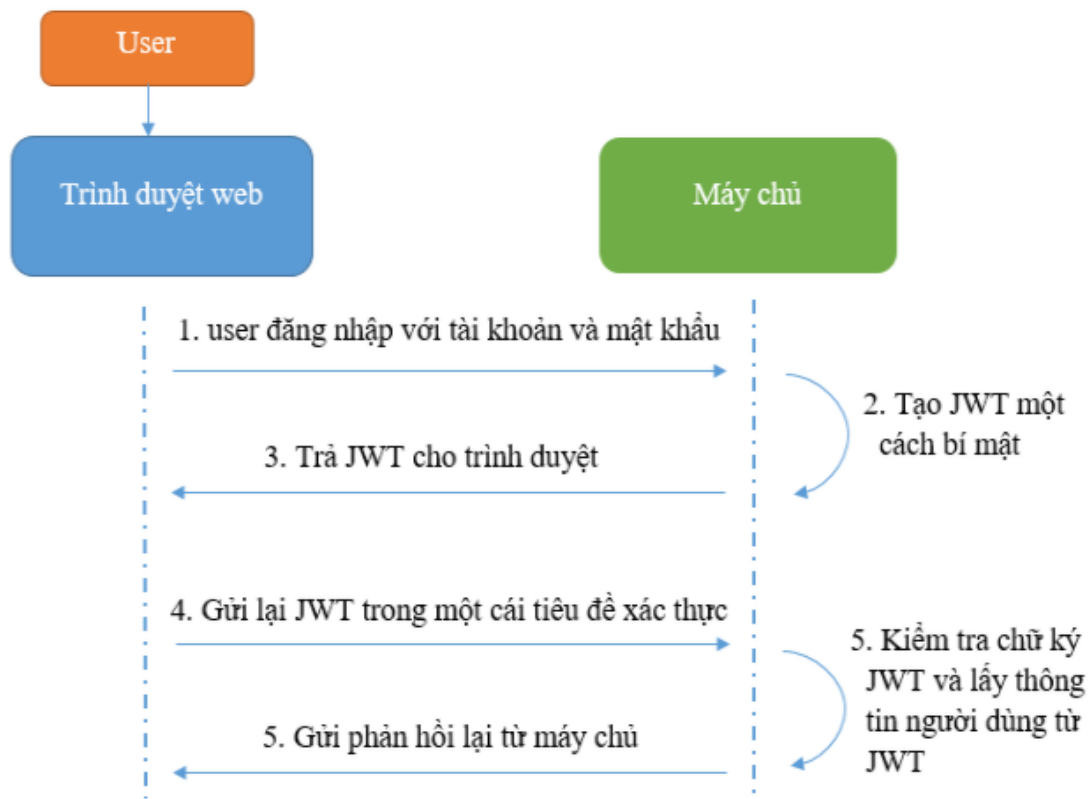 User
Trình duyệt web
Máy chủ
1. user đăng nhập với tài khoản và mật khẩu
2. Tạo JWT một
cách bí mật
3. Trả JWT cho trình duyệt
4. Gửi lại JWT trong một cái tiêu đề xác thực
5. Kiểm tra chữ ký
JWT và lấy thông
tin người dùng từ
JWT
5. Gửi phản hồi lại từ máy chủ